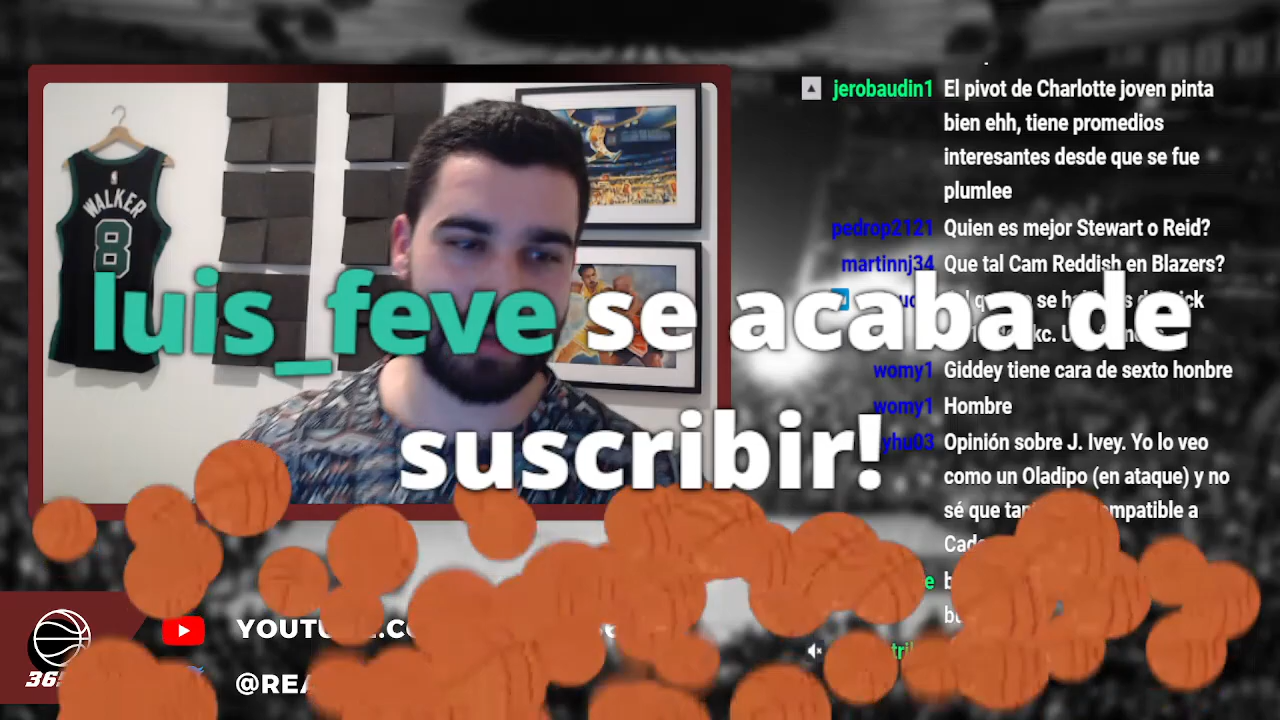 WALKER
8
luis_feve se acaba de
suscribir!
jerobaudin1 El pivot de Charlotte joven pinta
bien ehh, tiene promedios
interesantes desde que se fue
plumlee
pedrop2121 Quien es mejor Stewart o Reid?
martinnj34 Que tal Cam Reddish en Blazers?
womy1 Giddey tiene cara de sexto honbre
womy1 Hombre
Opinión sobre J. Ivey. Yo lo veo
como un Oladipo (en ataque) y no
sé que
a